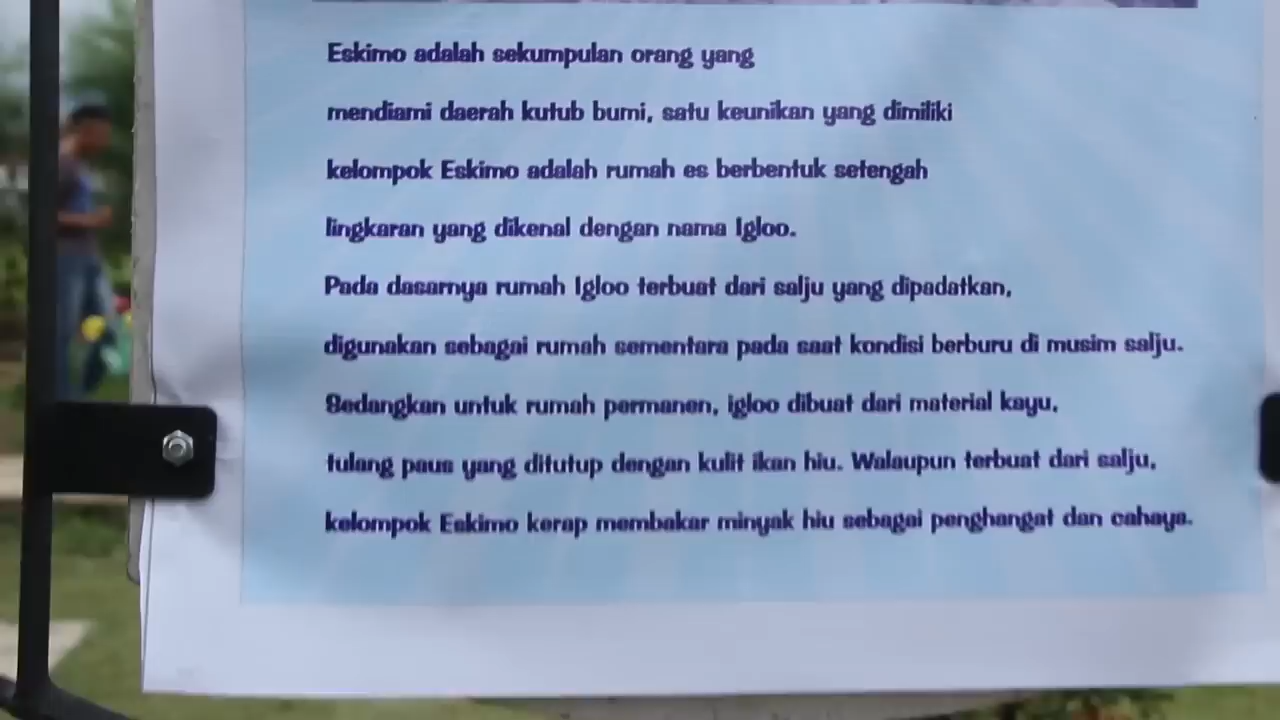 Eskimo adalah sekumpulan orang yang
mendiami daerah kutub bumi, satu keunikan yang dimiliki
kelompok Eskimo adalah rumah es berbentuk setengah
lingkaran yang dikenal dengan nama Igloo.
Pada dasarnya rumah Igloo terbuat dari salju yang dipadatkan,
digunakan sebagai rumah sementara pada saat kondisi berburu di musim salju.
Sedangkan untuk rumah permanen, igloo dibuat dari material kayu,
tulang paus yang ditutup dengan kulit ikan hiu. Walaupun terbuat dari salju,
kelompok Eskimo kerap membakar minyak hiu sebagai penghangat dan cahaya.